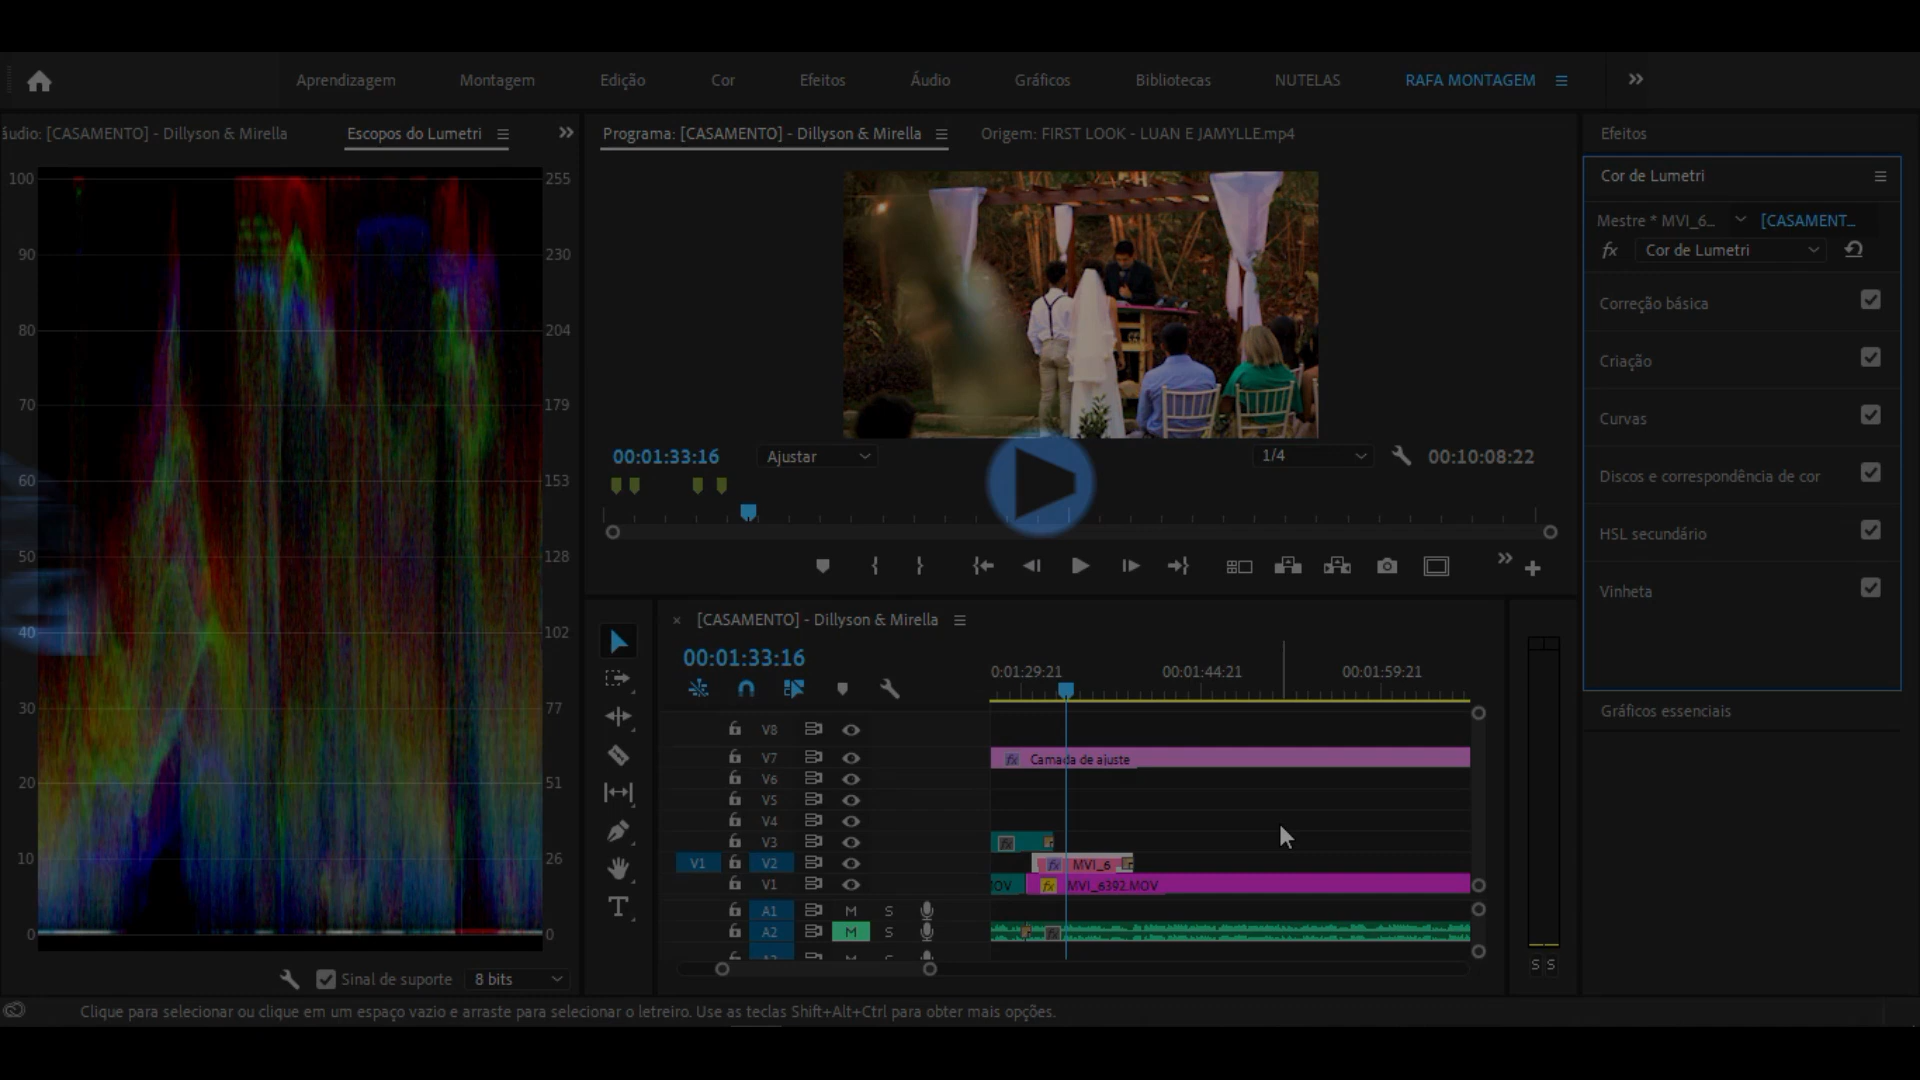 Aprendizagem Montagem Edição Cor Efeitos Áudio Gráficos Bibliotecas NUTELAS RAFA MONTAGEM
áudio: [CASAMENTO] - Dillyson & Mirella
Escopos do Lumetri
100 255
90 230
80 204
70 179
60 153
50 128
40 102
30 77
20 51
10 26
0 0
Sinal de suporte 8 bits
Programa: [CASAMENTO] - Dillyson & Mirella
Origem: FIRST LOOK - LUAN E JAMYLLE.mp4
00:01:33:16 Ajustar 1/4 00:10:08:22
× [CASAMENTO] - Dillyson & Mirella
00:01:33:16
0:01:29:21 00:01:44:21 00:01:59:21
V8
V7 fx Camada de ajuste
V6
V5
V4
V3
V1 V2 fx MVI_6
V1 OV fx MVI_6392.MOV
A1 M S
A2 M S
T
S S
Efeitos
Cor de Lumetri
Mestre * MVI_6... [CASAMENT...
fx Cor de Lumetri
Correção básica
Criação
Curvas
Discos e correspondência de cor
HSL secundário
Vinheta
Gráficos essenciais
Clique para selecionar ou clique em um espaço vazio e arraste para selecionar o letreiro. Use as teclas Shift+Alt+Ctrl para obter mais opções.